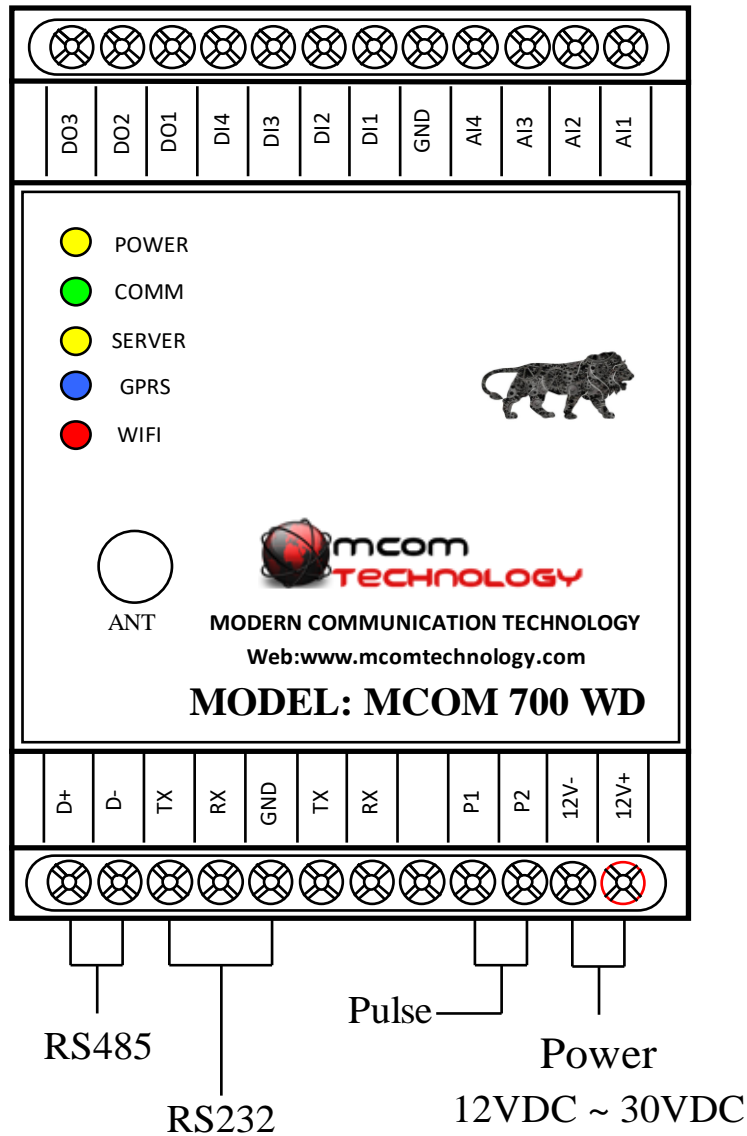 DO3 DO2 DO1 DI4 DI3 DI2 DI1 GND AI4 AI3 AI2 AI1
POWER
COMM
SERVER
GPRS
WIFI
mcom
TECHNOLOGY
ANT
MODERN COMMUNICATION TECHNOLOGY
Web:www.mcomtechnology.com
MODEL: MCOM 700 WD
D+ D- TX RX GND TX RX P1 P2 12V- 12V+
Pulse
RS485
Power
RS232
12VDC ~ 30VDC